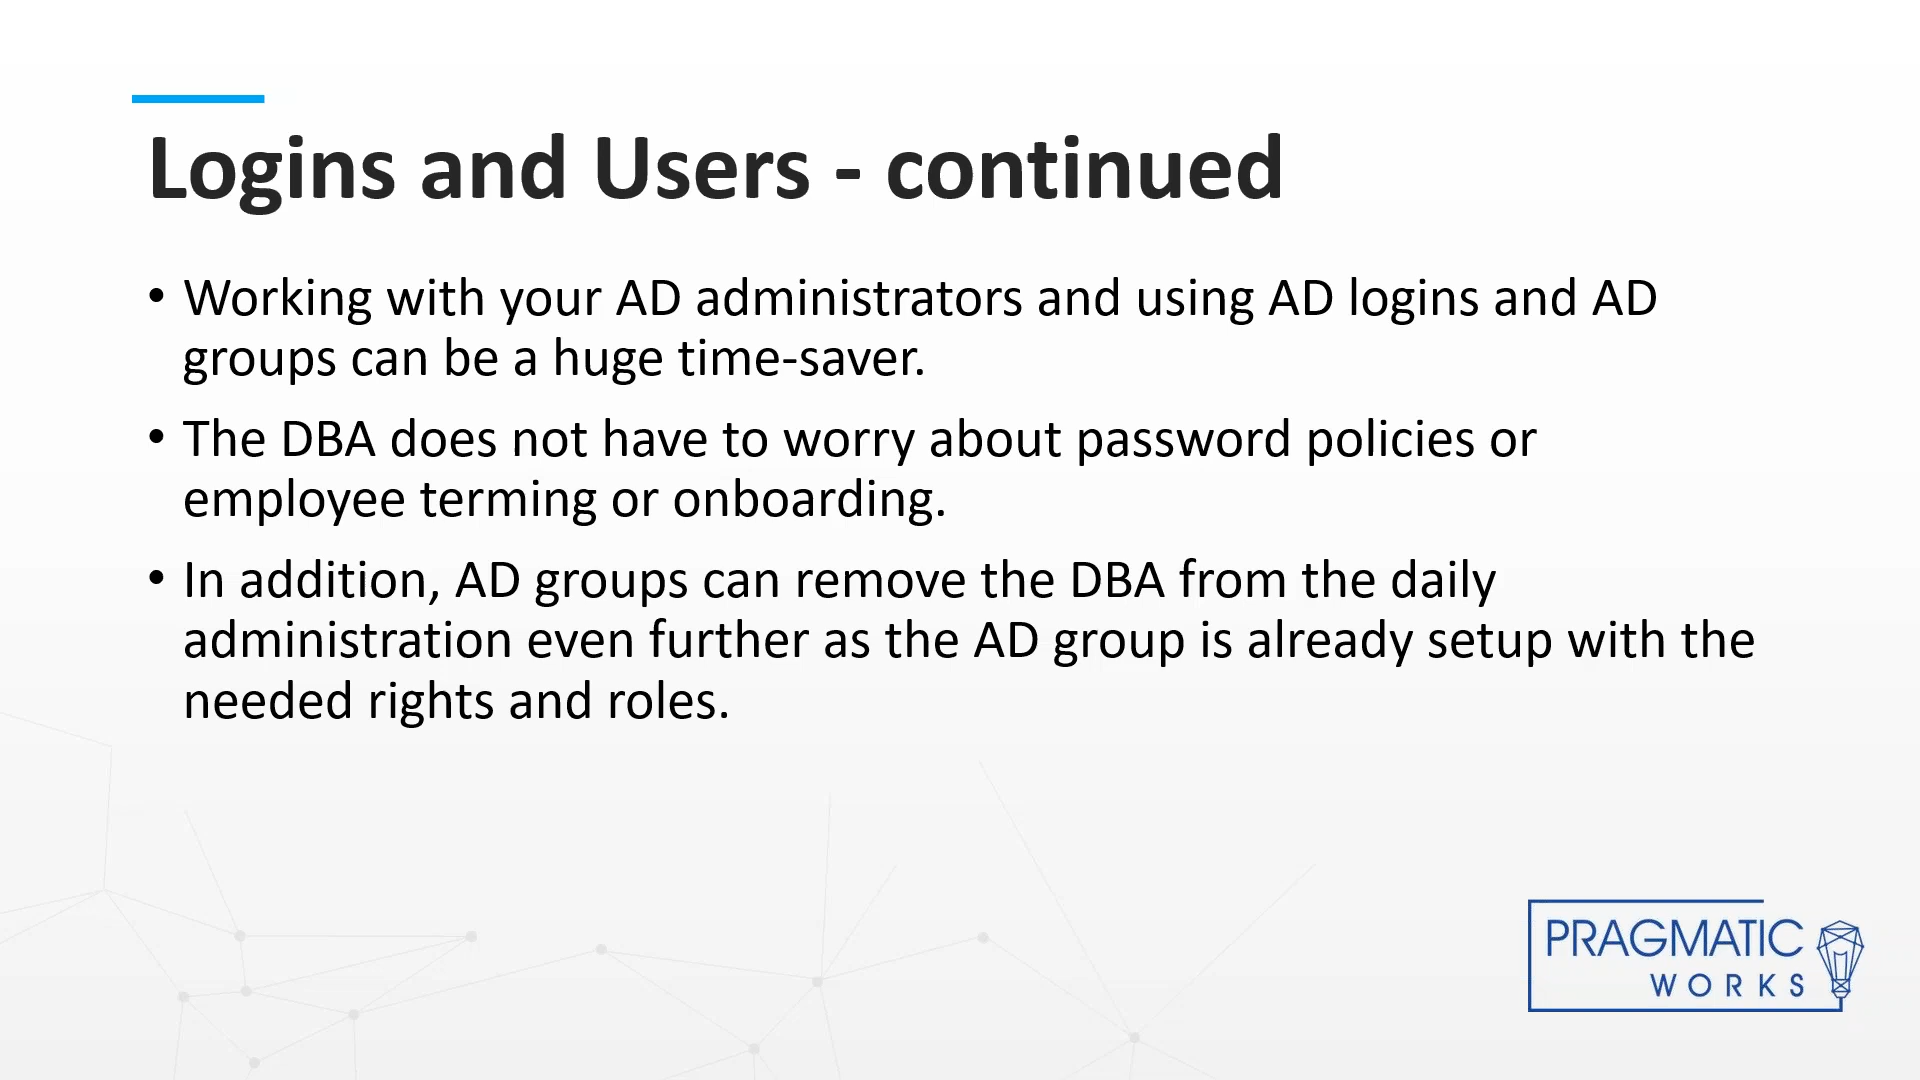 Logins and Users - continued
• Working with your AD administrators and using AD logins and AD
groups can be a huge time-saver.
• The DBA does not have to worry about password policies or
employee terming or onboarding.
• In addition, AD groups can remove the DBA from the daily
administration even further as the AD group is already setup with the
needed rights and roles.
PRAGMATIC
WORKS